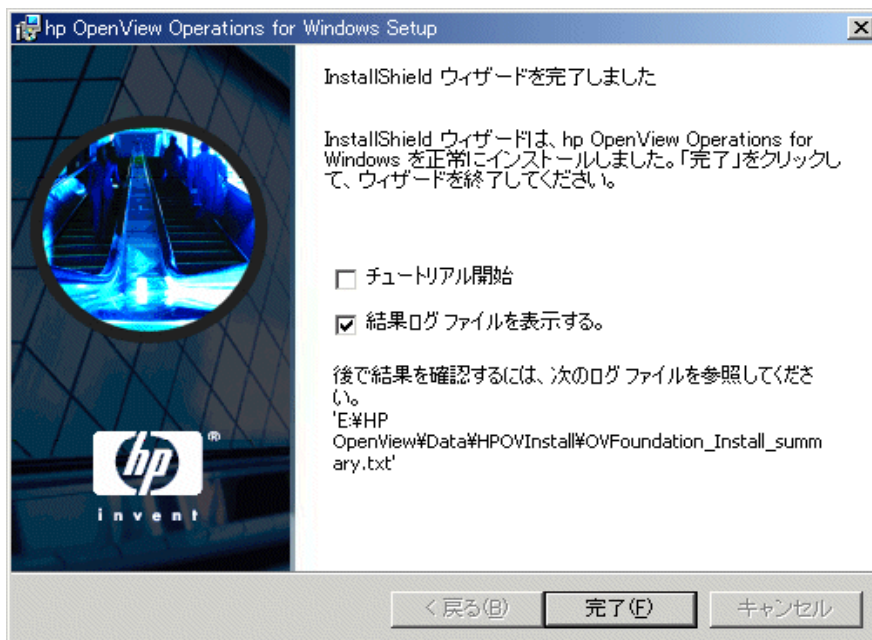 hp OpenView Operations for Windows Setup
InstallShield ウィザードを完了しました
InstallShield ウィザードは、hp OpenView Operations for
Windows を正常にインストールしました。「完了」をクリックし
て、ウィザードを終了してください。
チュートリアル開始
結果ログ ファイルを表示する。
後で結果を確認するには、次のログ ファイルを参照してくださ
い。
'E:¥HP
OpenView¥Data¥HPOVInstall¥OVFoundation_Install_summ
ary.txt'
hp ®
invent
< 戻る(B)
完了(F)
キャンセル